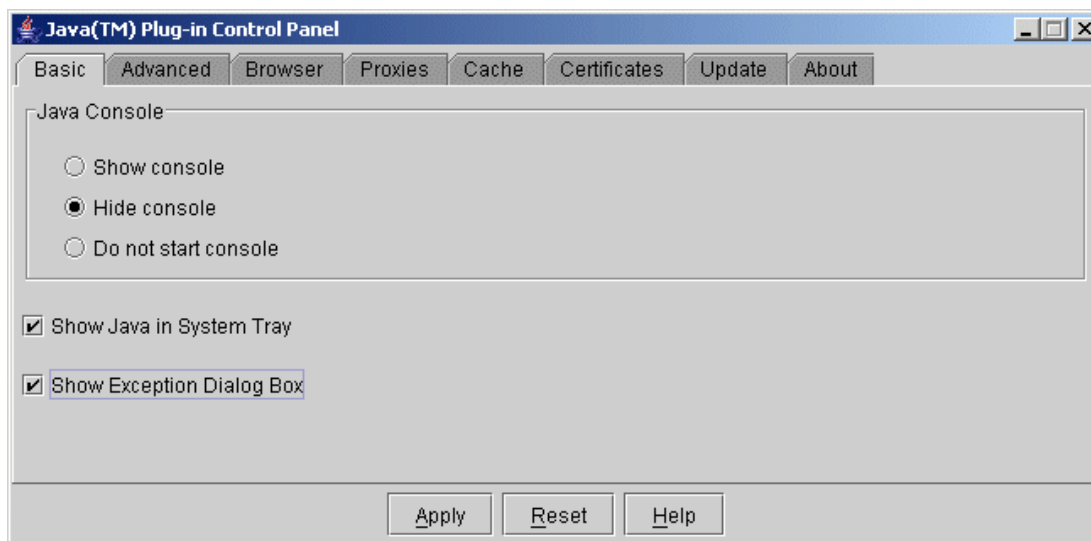 Java(TM) Plug-in Control Panel
Basic Advanced Browser Proxies Cache Certificates Update About
Java Console
Show console
Hide console
Do not start console
Show Java in System Tray
Show Exception Dialog Box
Apply Reset Help